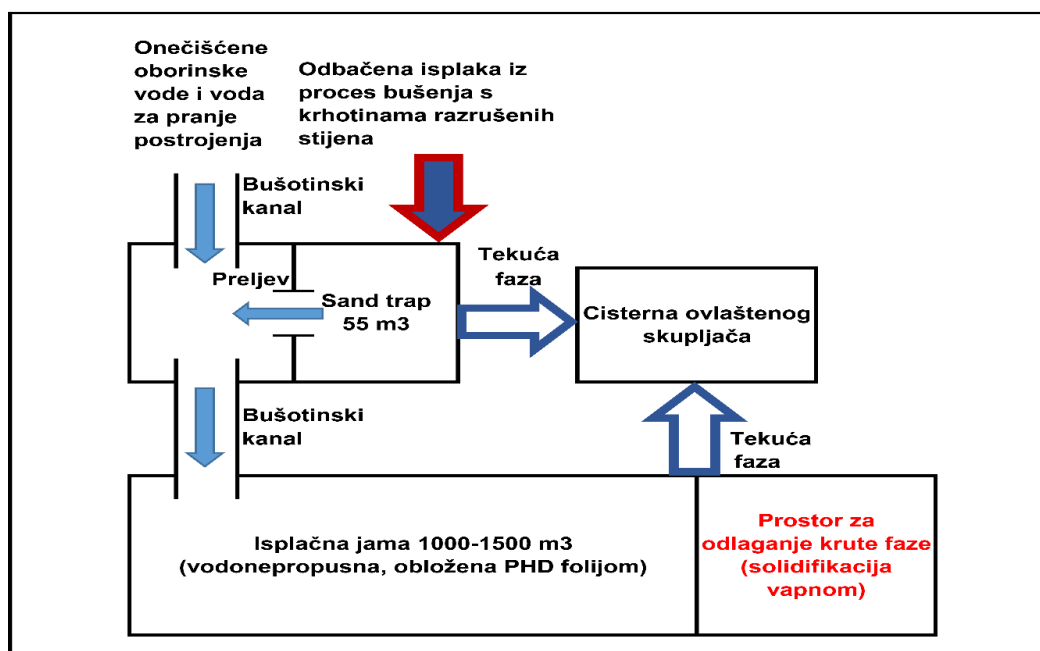 Onečišćene
oborinske
vode i voda
za pranje
postrojenja
Odbačena isplaka iz
proces bušenja s
krhotinama razrušenih
stijena
Bušotinski
kanal
Preljev
Sand trap
55 m3
Tekuća
faza
Cisterna ovlaštenog
skupljača
Bušotinski
kanal
Tekuća
faza
Isplačna jama 1000-1500 m3
(vodonepropusna, obložena PHD folijom)
Prostor za
odlaganje krute faze
(solidifikacija
vapnom)